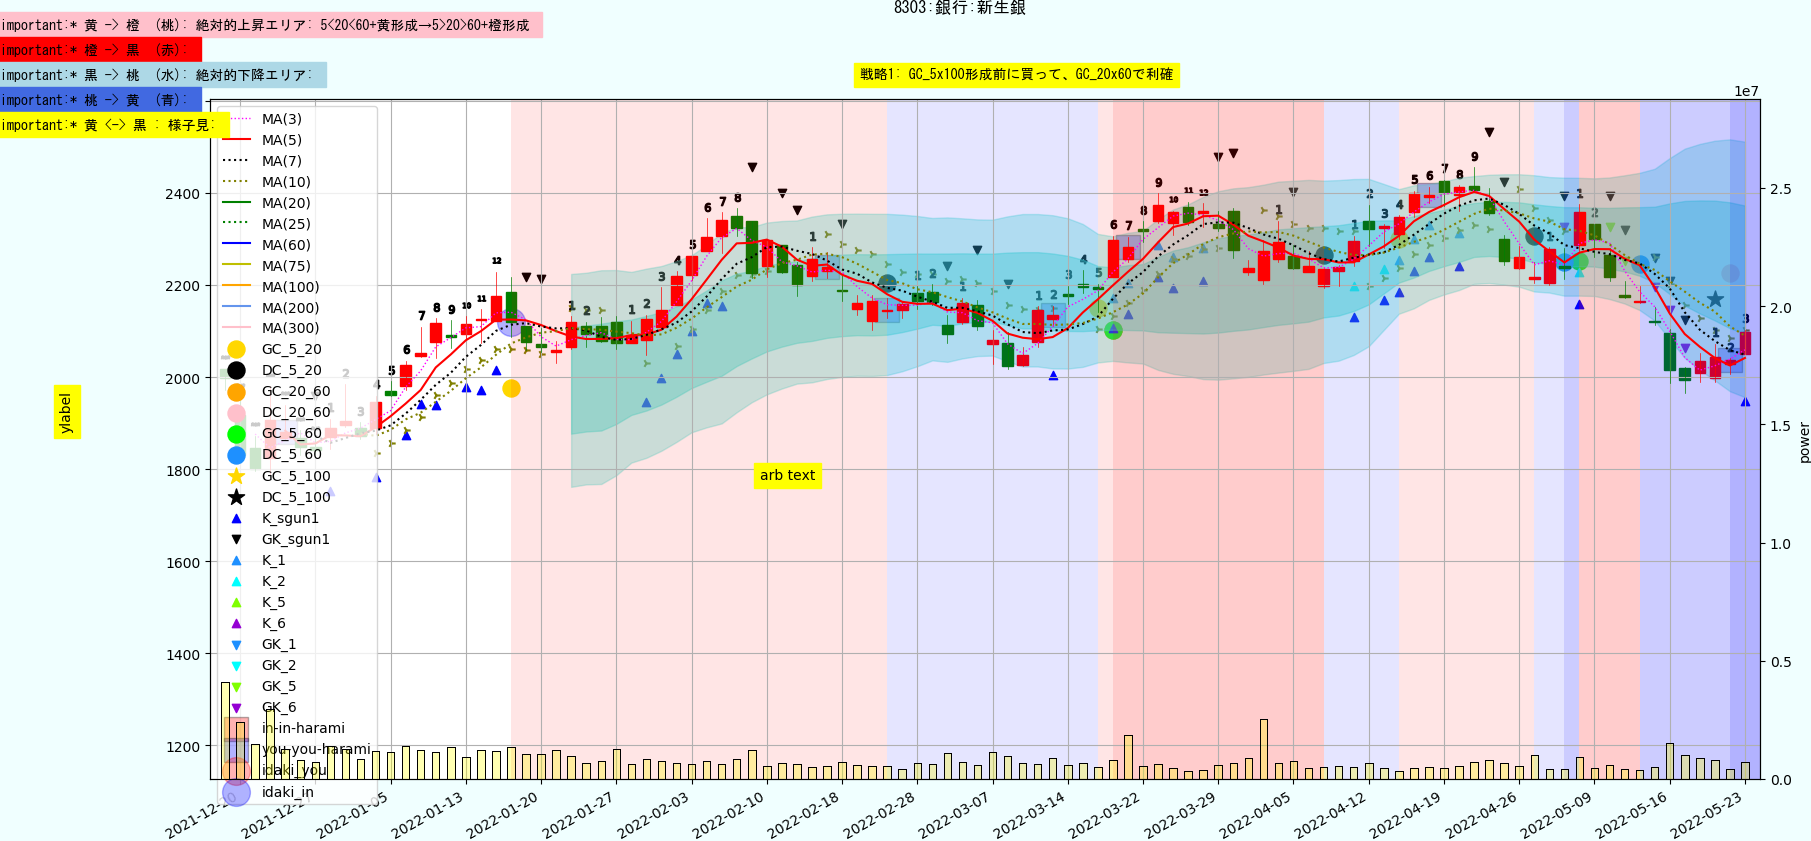 8303:銀行:新生銀
important:* 黄 -> 橙 (桃): 絶対的上昇エリア: 5<20<60+黄形成→5>20>60+橙形成
important:* 橙 -> 黒 (赤):
important:* 黒 -> 桃 (水): 絶対的下降エリア:
戦略1: GC_5x100形成前に買って、GC_20x60で利確
important:* 桃 -> 黄 (青):
important:* 黄 <-> 黒 : 様子見:
1e7
MA(3)
MA(5)
MA(7)
MA(10)
MA(20)
MA(25)
MA(60)
MA(75)
MA(100)
MA(200)
MA(300)
GC_5_20
DC_5_20
GC_20_60
DC_20_60
GC_5_60
DC_5_60
GC_5_100
DC_5_100
K_sgun1
GK_sgun1
K_1
K_2
K_5
K_6
GK_1
GK_2
GK_5
GK_6
in-in-harami
you-you-harami
idaki_you
idaki_in
2400
2200
2000
1800
1600
1400
1200
ylabel
arb text
2.5
2.0
1.5
1.0
0.5
0.0
power
2021-12-20
2021-12-27
2022-01-05
2022-01-13
2022-01-20
2022-01-27
2022-02-03
2022-02-10
2022-02-18
2022-02-28
2022-03-07
2022-03-14
2022-03-22
2022-03-29
2022-04-05
2022-04-12
2022-04-19
2022-04-26
2022-05-09
2022-05-16
2022-05-23